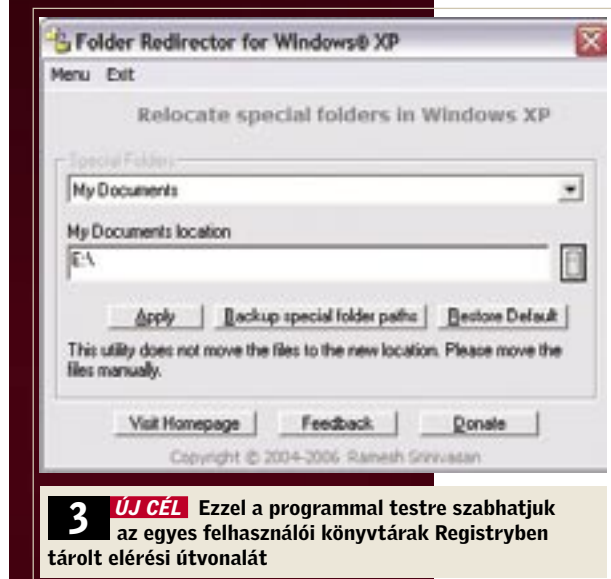 Folder Redirector for Windows® XP
Menu Exit
Relocate special folders in Windows XP
Special Folders
My Documents
My Documents location
E:\
Apply Backup special folder paths Restore Default
This utility does not move the files to the new location. Please move the
files manually.
Visit Homepage Feedback Donate
Copyright © 2004-2006 Ramesh Srinivasan
3 ÚJ CÉL Ezzel a programmal testre szabhatjuk
az egyes felhasználói könyvtárak Registryben
tárolt elérési útvonalát